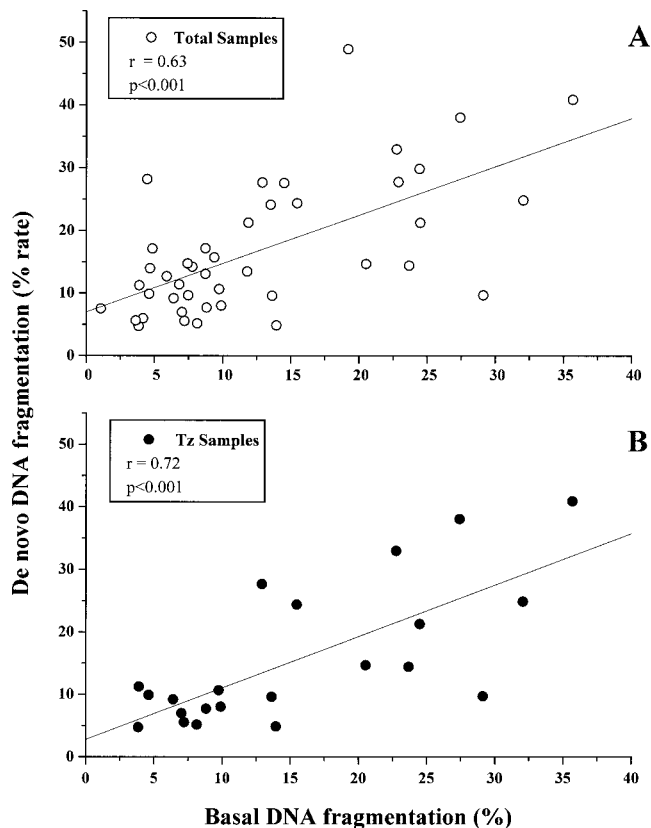 A
Total Samples
r = 0.63
p<0.001
50
40
30
20
10
0
0 5 10 15 20 25 30 35 40
De novo DNA fragmentation (% rate)
B
Tz Samples
r = 0.72
p<0.001
50
40
30
20
10
0
0 5 10 15 20 25 30 35 40
Basal DNA fragmentation (%)